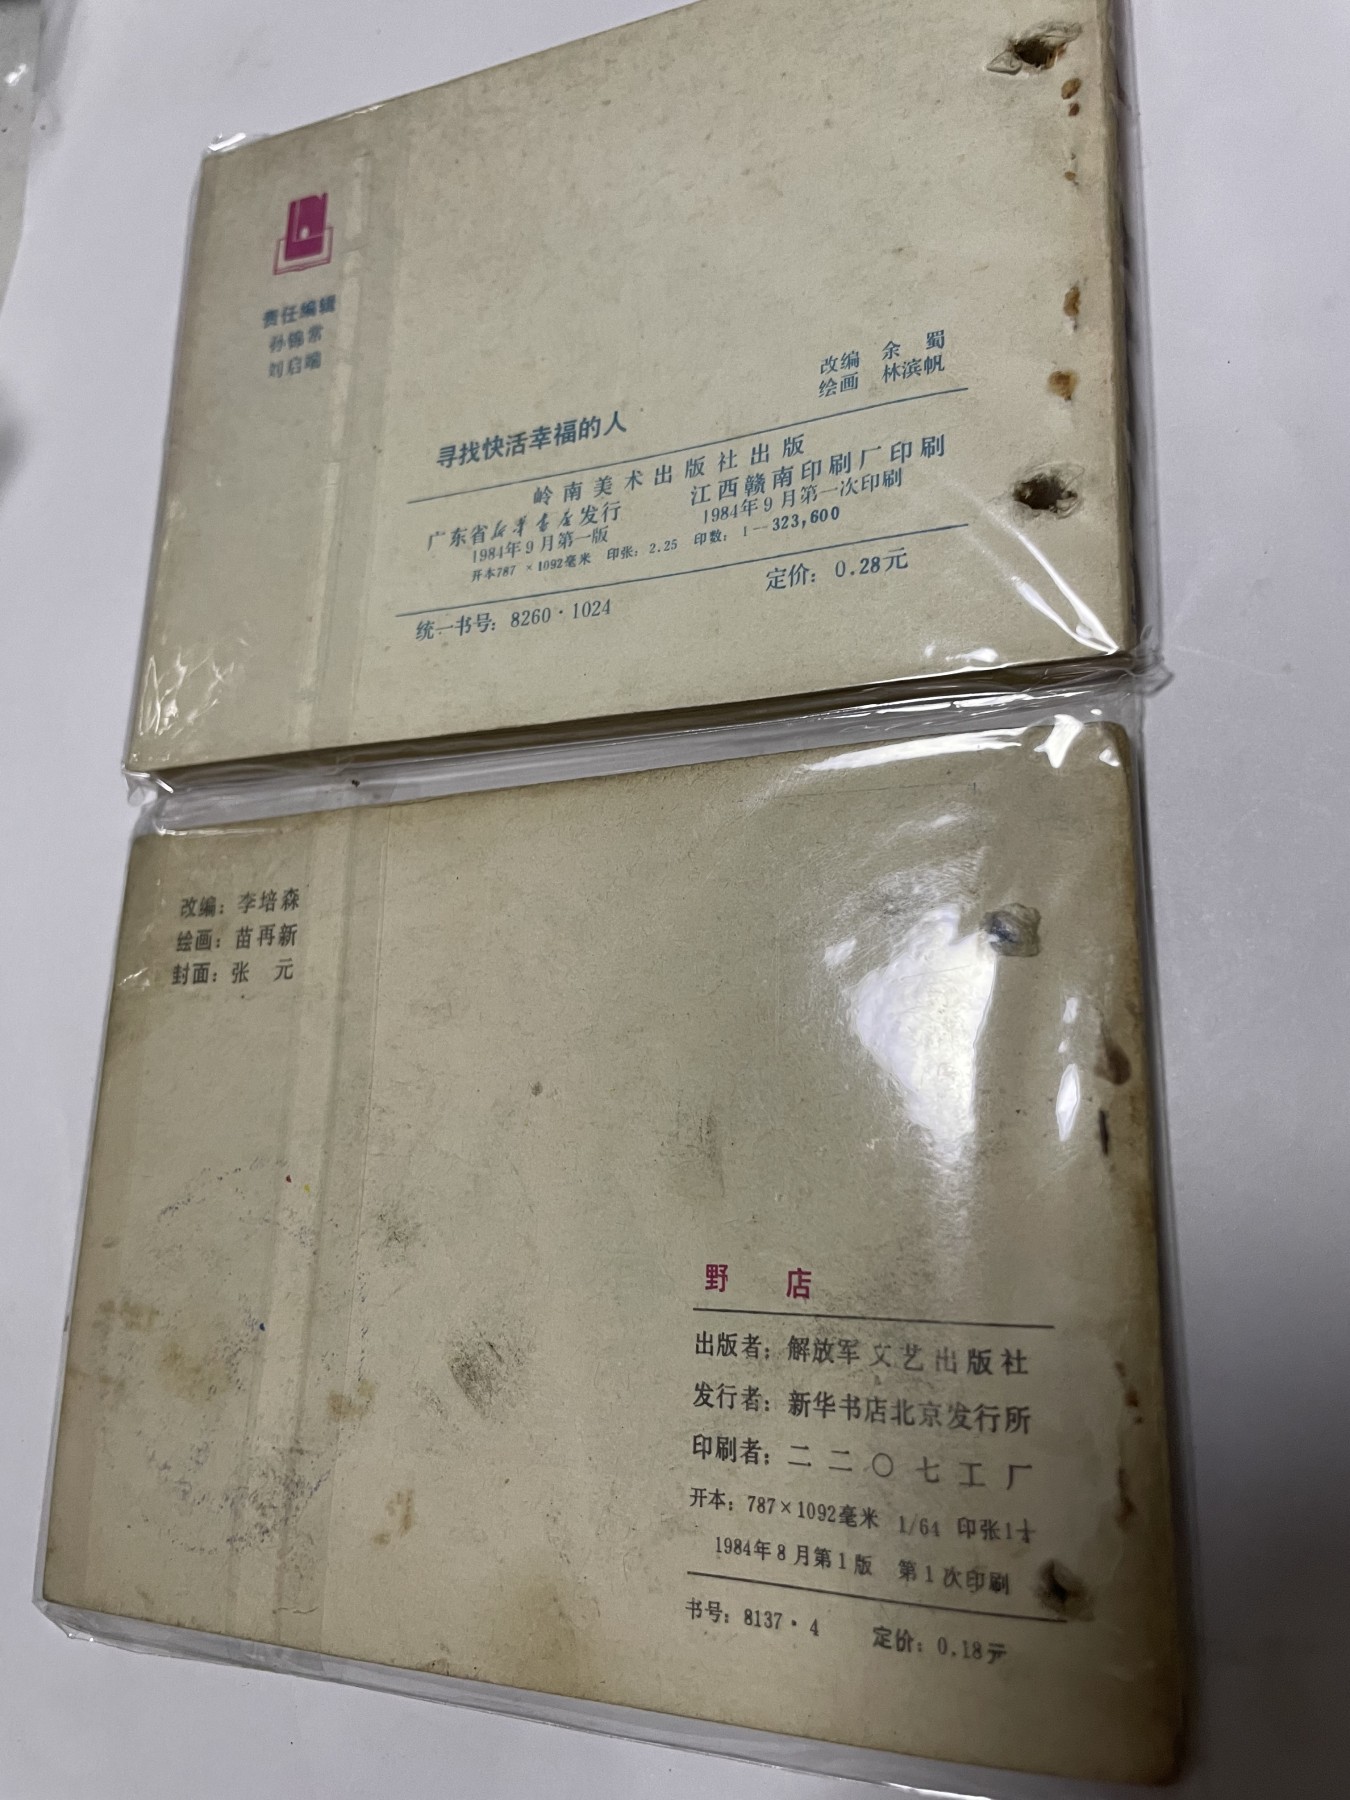 责任编辑
孙锦常
刘启端
改编 余 蜀
绘画 林滨帆
寻找快活幸福的人
岭南美术出版社出版
广东省新华书店发行 江西赣南印刷厂印刷
1984年9月第一版 1984年9月第一次印刷
开本787×1092毫米 印张:2.25 印数:1—323,600
统一书号:8260·1024 定价:0.28元
改编:李培森
绘画:苗再新
封面:张 元
野 店
出版者:解放军文艺出版社
发行者:新华书店北京发行所
印刷者:二二〇七工厂
开本:787×1092毫米 1/64 印张1¼
1984年8月第1版 第1次印刷
书号:8137·4 定价:0.18元